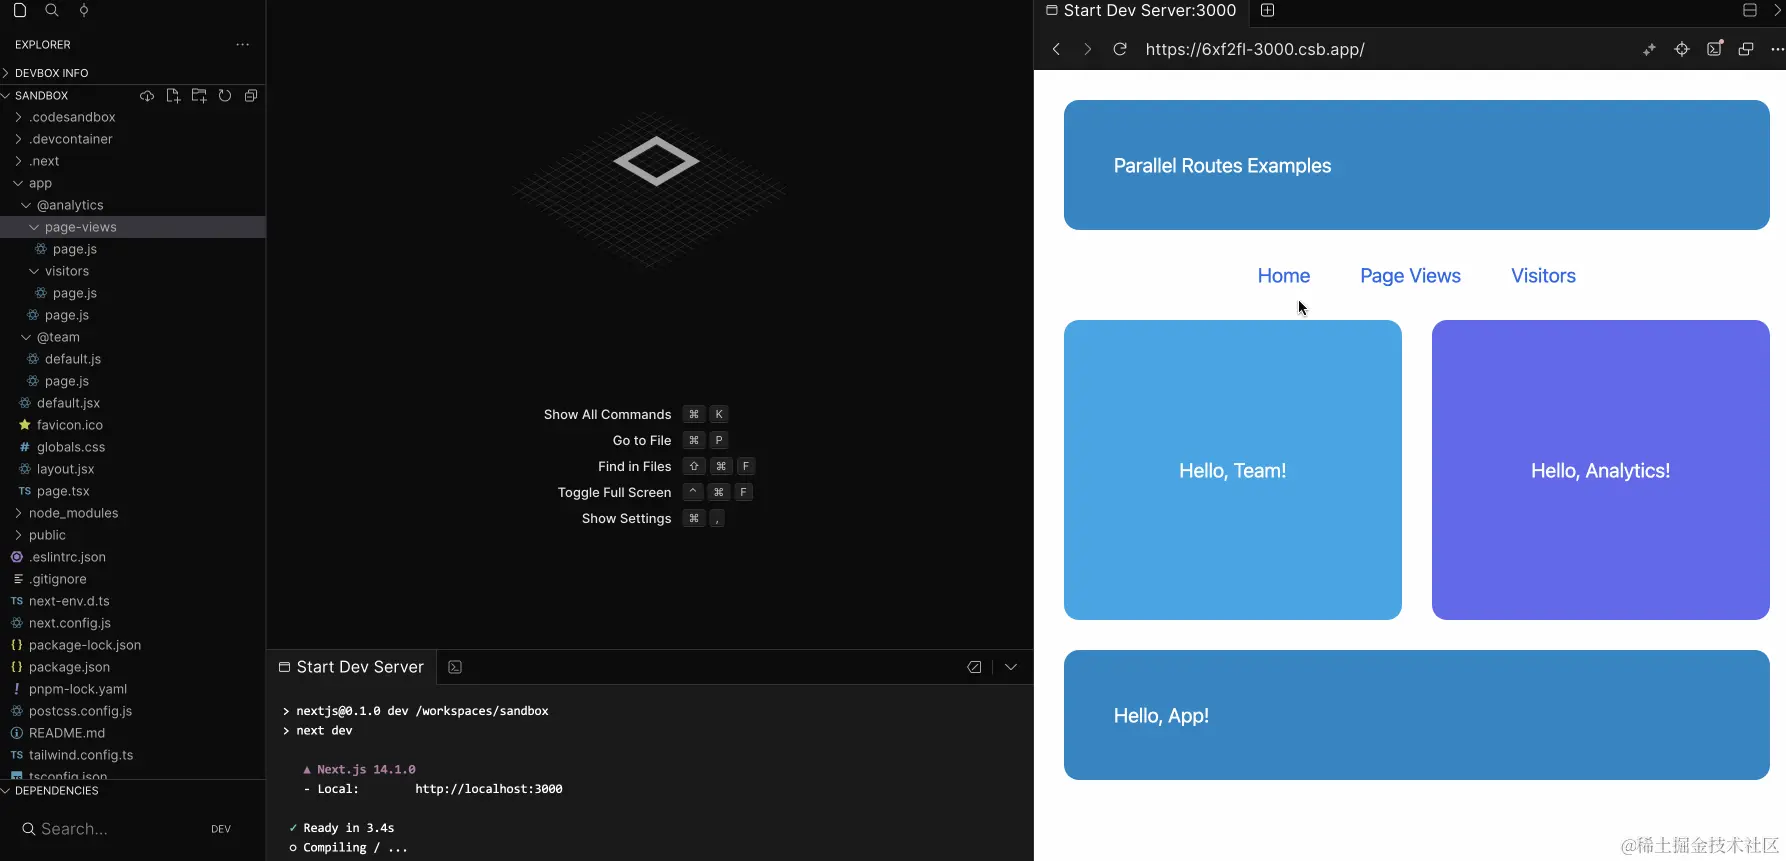 EXPLORER
DEVBOX INFO
SANDBOX
.codesandbox
.devcontainer
.next
app
@analytics
page-views
page.js
visitors
page.js
page.js
@team
default.js
page.js
default.jsx
favicon.ico
# globals.css
layout.jsx
TS page.tsx
node_modules
public
.eslintrc.json
.gitignore
TS next-env.d.ts
next.config.js
{} package-lock.json
{} package.json
! pnpm-lock.yaml
postcss.config.js
README.md
TS tailwind.config.ts
tsconfig.json
DEPENDENCIES
Search...
DEV
Show All Commands ⌘ K
Go to File ⌘ P
Find in Files ⇧ ⌘ F
Toggle Full Screen ^ ⌘ F
Show Settings ⌘ ,
Start Dev Server
> nextjs@0.1.0 dev /workspaces/sandbox
> next dev
▲ Next.js 14.1.0
- Local: http://localhost:3000
✓ Ready in 3.4s
○ Compiling / ...
Start Dev Server:3000
https://6xf2fl-3000.csb.app/
Parallel Routes Examples
Home Page Views Visitors
Hello, Team!
Hello, Analytics!
Hello, App!
@稀土掘金技术社区